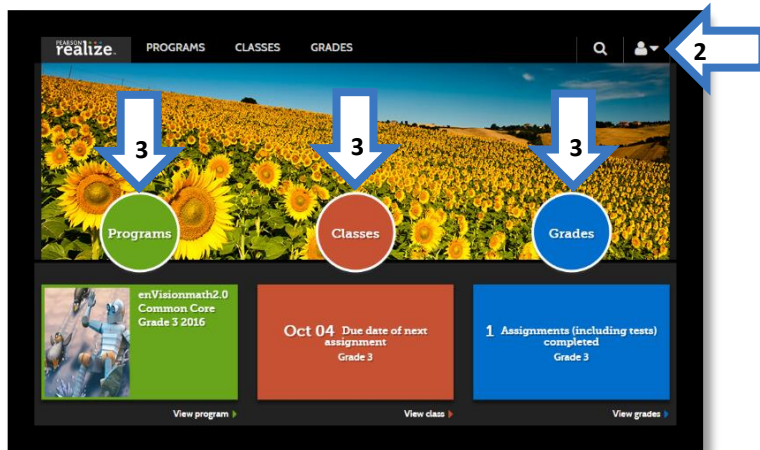 PEARSON
realize.
PROGRAMS
CLASSES
GRADES
2
3
3
3
Programs
Classes
Grades
enVisionmath2.0
Common Core
Grade 3 2016
Oct 04 Due date of next
assignment
Grade 3
1 Assignments (including tests)
completed
Grade 3
View program
View class
View grades